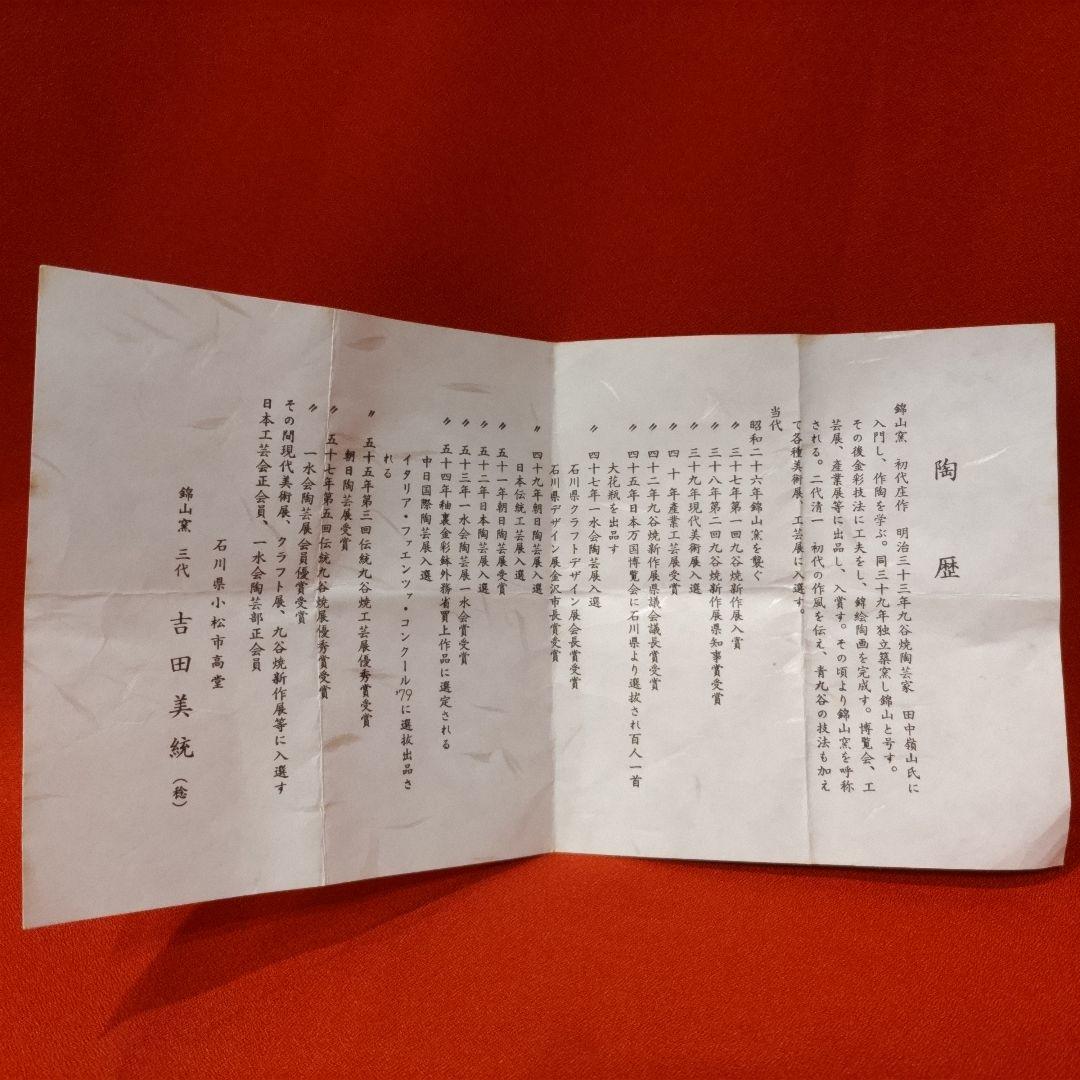 陶歴
錦山窯 初代庄作 明治三十三年九谷焼陶芸家 田中嶺山氏に
入門し、作陶を学ぶ。同三十九年独立築窯し錦山と号す。
その後金彩技法に工夫をし、錦絵陶画を完成す。博覧会、工
芸展、産業展等に出品し、入賞す。その頃より錦山窯を呼称
される。二代清一 初代の作風を伝え、青九谷の技法も加え
て各種美術展、工芸展に入選す。
当代
昭和二十六年錦山窯を襲ぐ
〃 三十七年第一回九谷焼新作展入賞
〃 三十八年第二回九谷焼新作展県知事賞受賞
〃 三十九年現代美術展入選
〃 四十年産業工芸展受賞
〃 四十二年九谷焼新作展県議会議長賞受賞
〃 四十五年日本万国博覧会に石川県より選抜され百人一首
大花瓶を出品す
〃 四十七年一水会陶芸展入選
石川県クラフトデザイン展会長賞受賞
石川県デザイン展金沢市長賞受賞
〃 四十九年朝日陶芸展入選
日本伝統工芸展入選
〃 五十一年朝日陶芸展受賞
〃 五十二年日本陶芸展入選
〃 五十三年一水会陶芸展一水会賞受賞
〃 五十四年釉裏金彩鉢外務省買上作品に選定される
中日国際陶芸展入選
イタリア・ファエンツァ・コンクール'79に選抜出品さ
れる
〃 五十五年第三回伝統九谷焼工芸展優秀賞受賞
朝日陶芸展受賞
〃 五十七年第五回伝統九谷焼展優秀賞受賞
〃 一水会陶芸展会員優賞受賞
その間現代美術展、クラフト展、九谷焼新作展等に入選す
日本工芸会正会員、一水会陶芸部正会員
石川県小松市高堂
錦山窯 三代 吉田美統(稔)